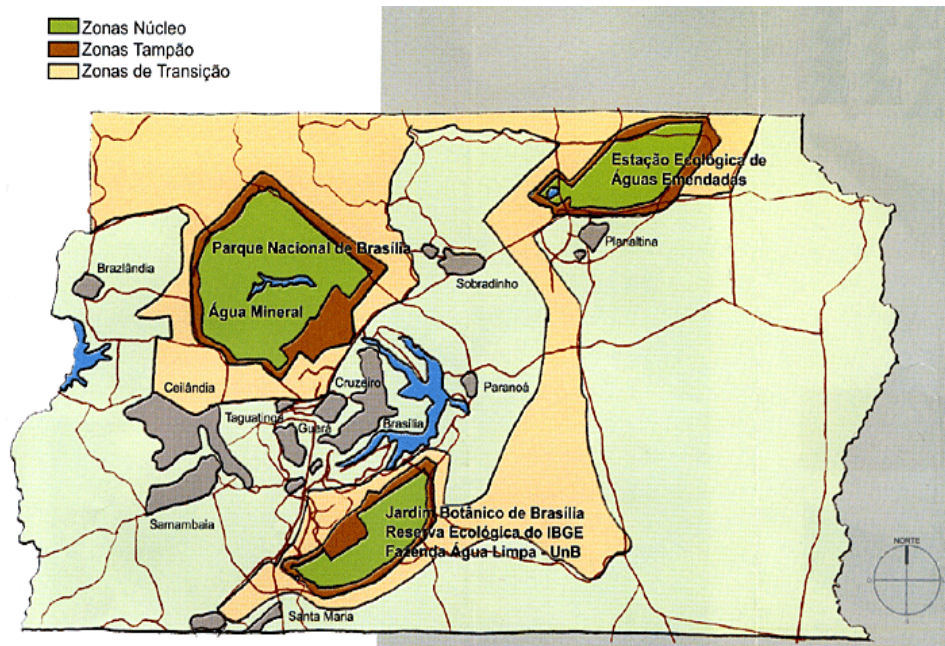 Zonas Núcleo
Zonas Tampão
Zonas de Transição
Estação Ecológica de
Águas Emendadas
Planaltina
Parque Nacional de Brasília
Sobradinho
Brazlândia
Água Mineral
Ceilândia
Cruzeiro
Paranoá
Taguatinga
Guará
Brasília
Samambaia
Jardim Botânico de Brasília
Reserva Ecológica do IBGE
Fazenda Água Limpa - UnB
Santa Maria
NORTE